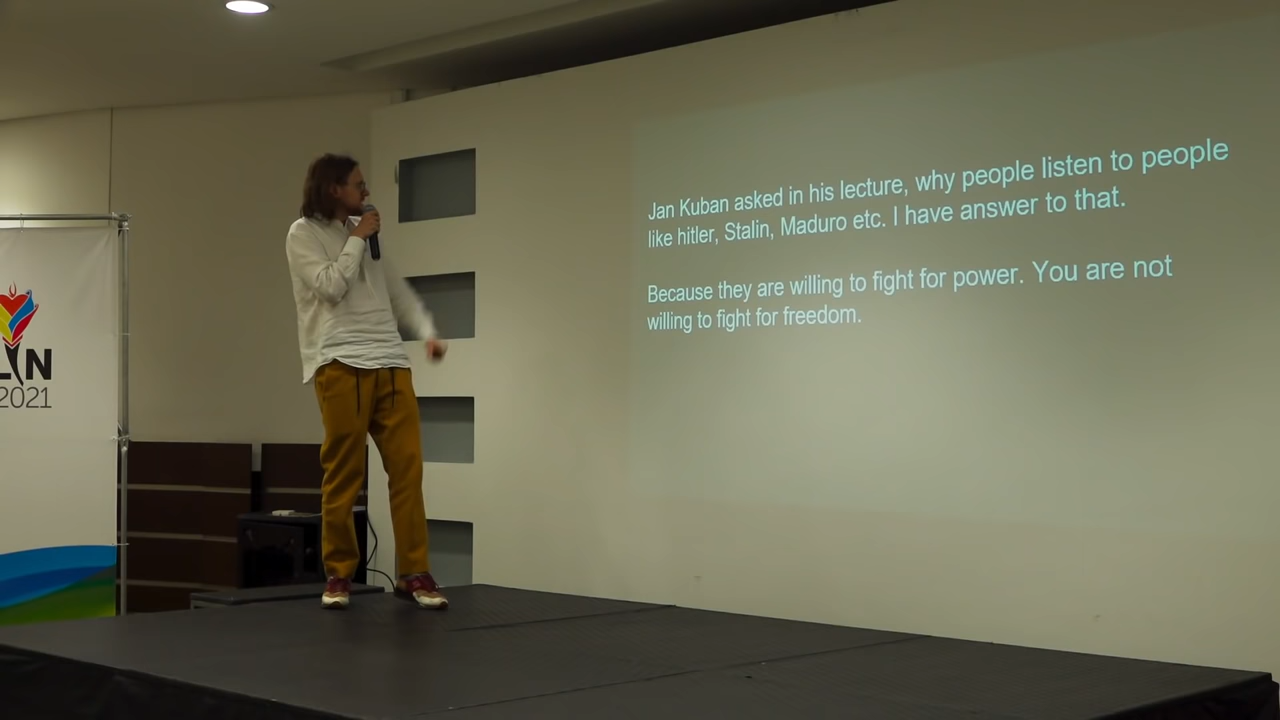 Jan Kuban asked in his lecture, why people listen to people
like hitler, Stalin, Maduro etc. I have answer to that.
Because they are willing to fight for power. You are not
willing to fight for freedom.
LIN
2021